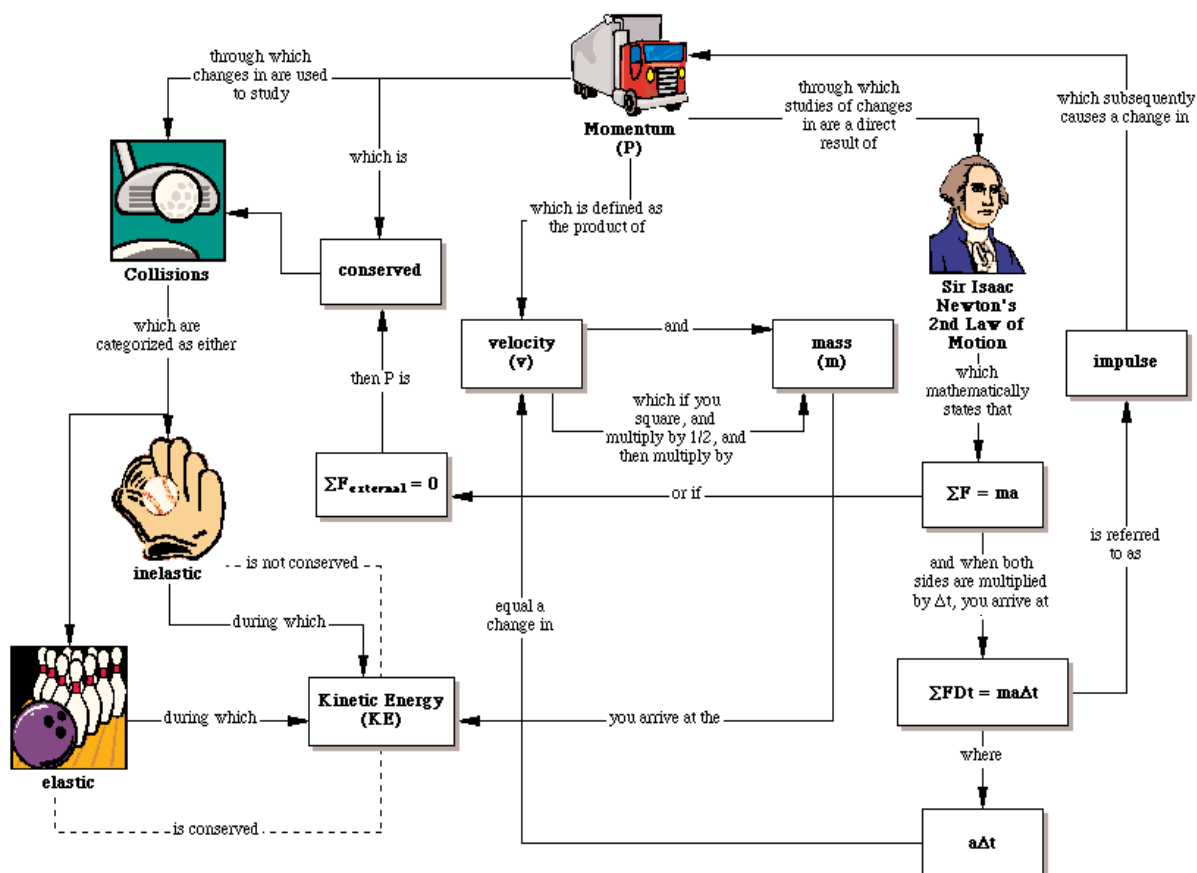 through which
changes in are used
to study
Momentum
(P)
through which
studies of changes
in are a direct
result of
which subsequently
causes a change in
which is
which is defined as
the product of
Collisions
conserved
Sir Isaac
Newton's
2nd Law of
Motion
which are
categorized as either
velocity
(v)
and
mass
(m)
impulse
then P is
which if you
square, and
multiply by 1/2, and
then multiply by
which
mathematically
states that
ΣFexternal = 0
or if
ΣF = ma
inelastic
is not conserved
is referred
to as
and when both
sides are multiplied
by Δt, you arrive at
equal a
change in
during which
Kinetic Energy
(KE)
during which
you arrive at the
ΣFDt = maΔt
elastic
where
is conserved
aΔt